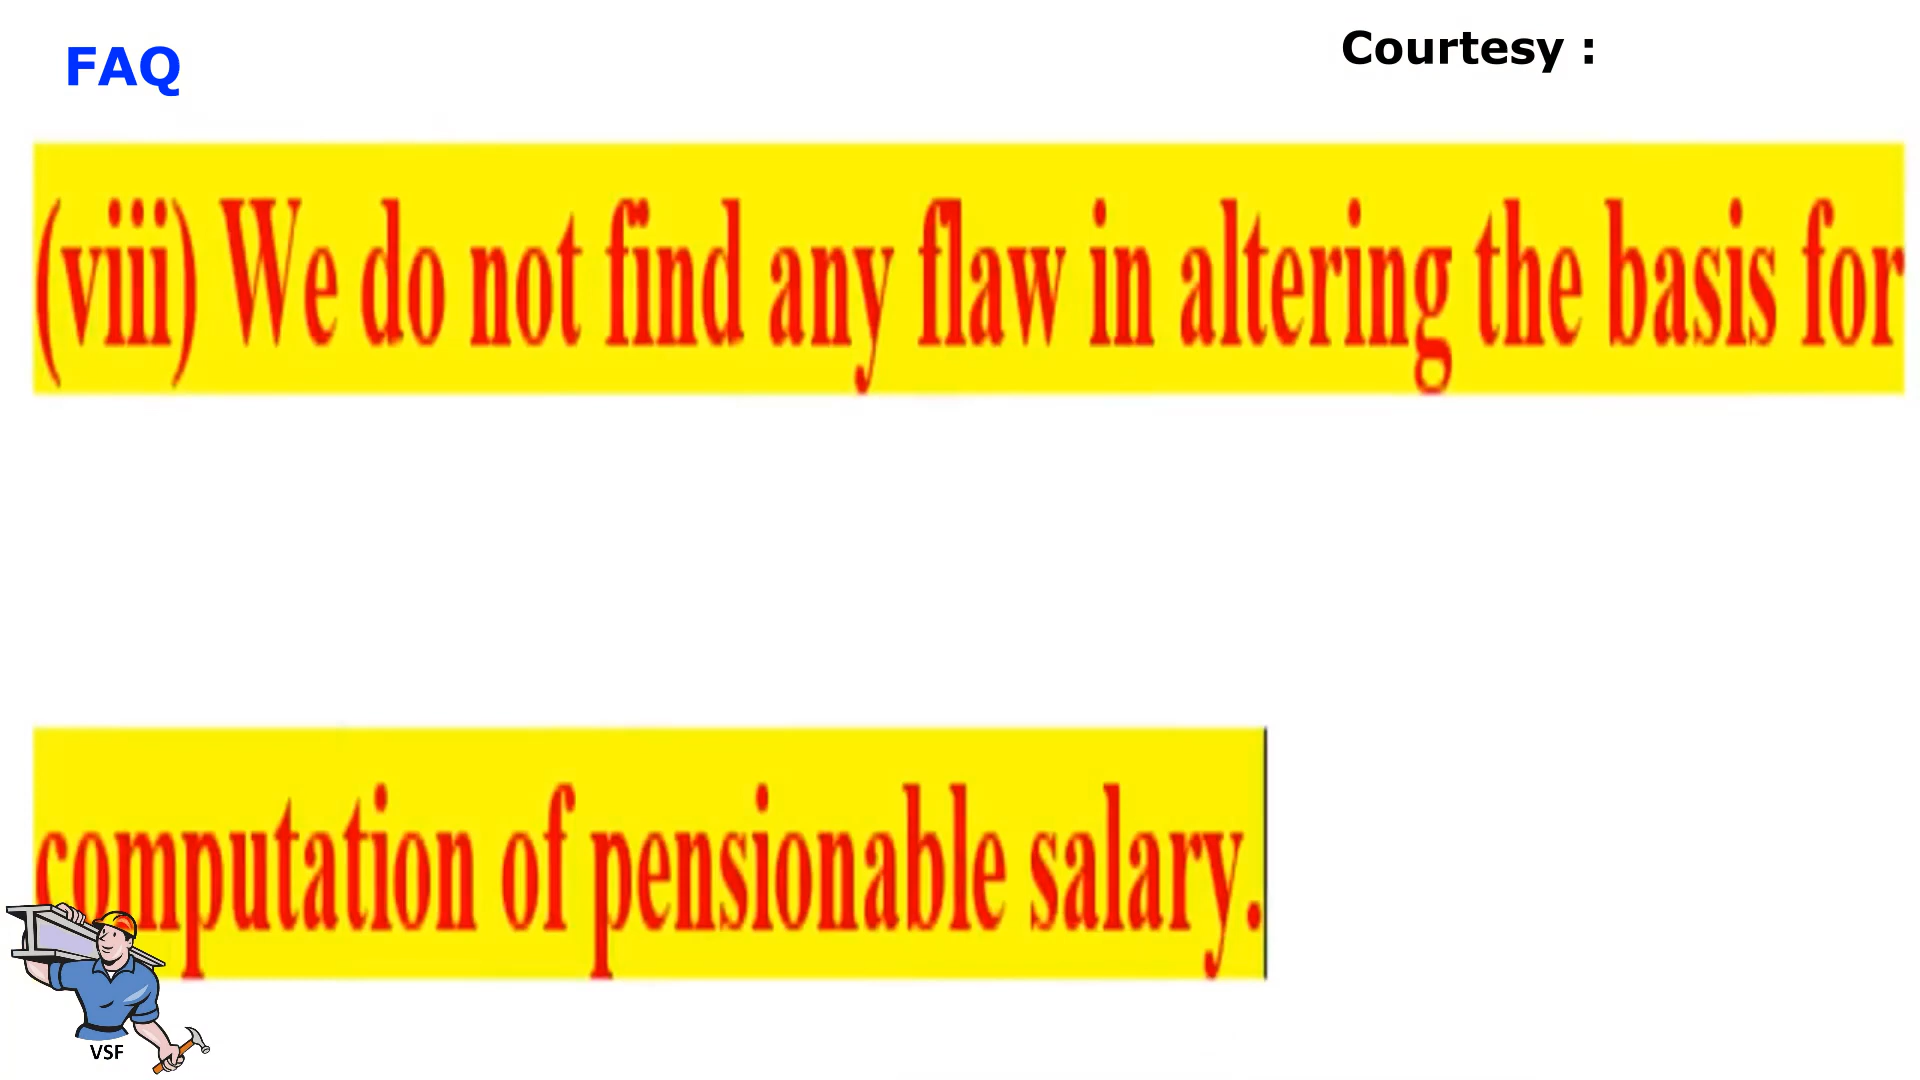 FAQ
Courtesy :
(viii) We do not find any flaw in altering the basis for
computation of pensionable salary.
VSF